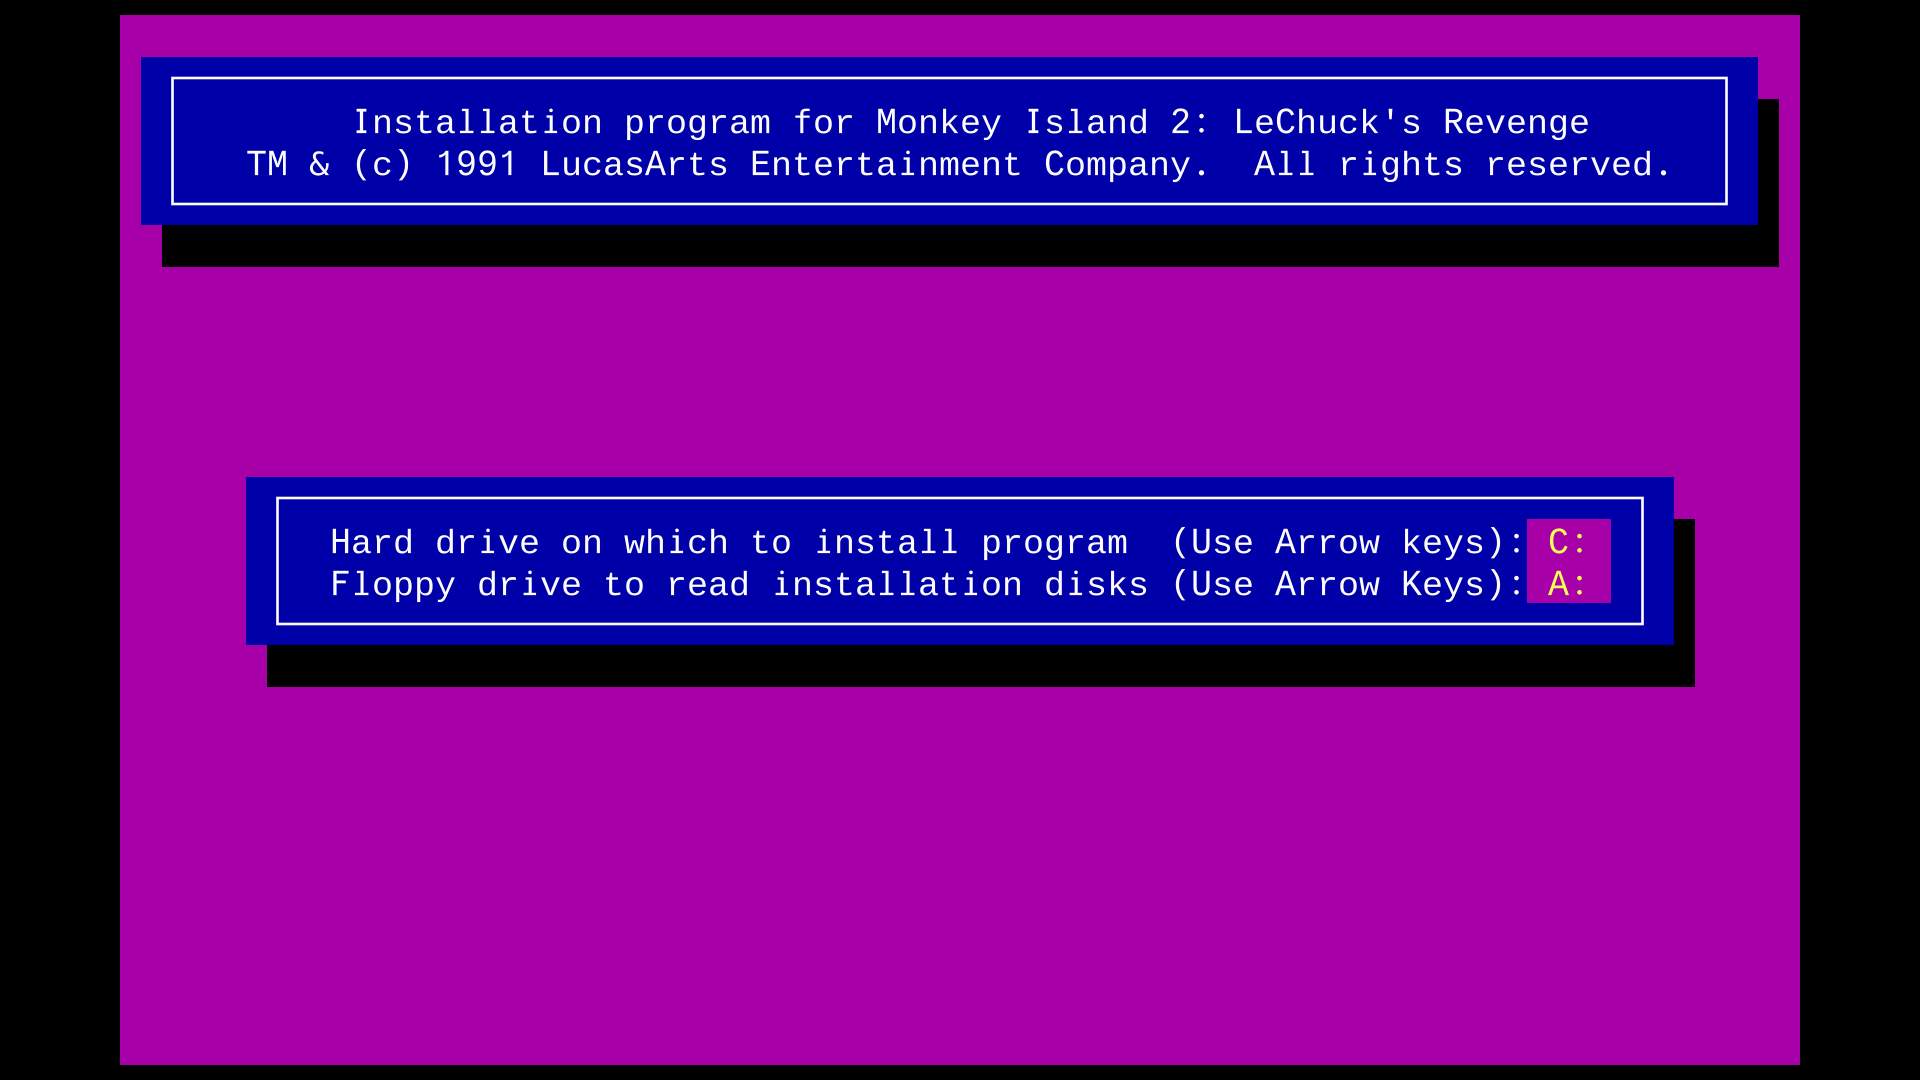 Installation program for Monkey Island 2: LeChuck's Revenge
TM & (c) 1991 LucasArts Entertainment Company.  All rights reserved.
Hard drive on which to install program  (Use Arrow keys): C:
Floppy drive to read installation disks (Use Arrow Keys): A: